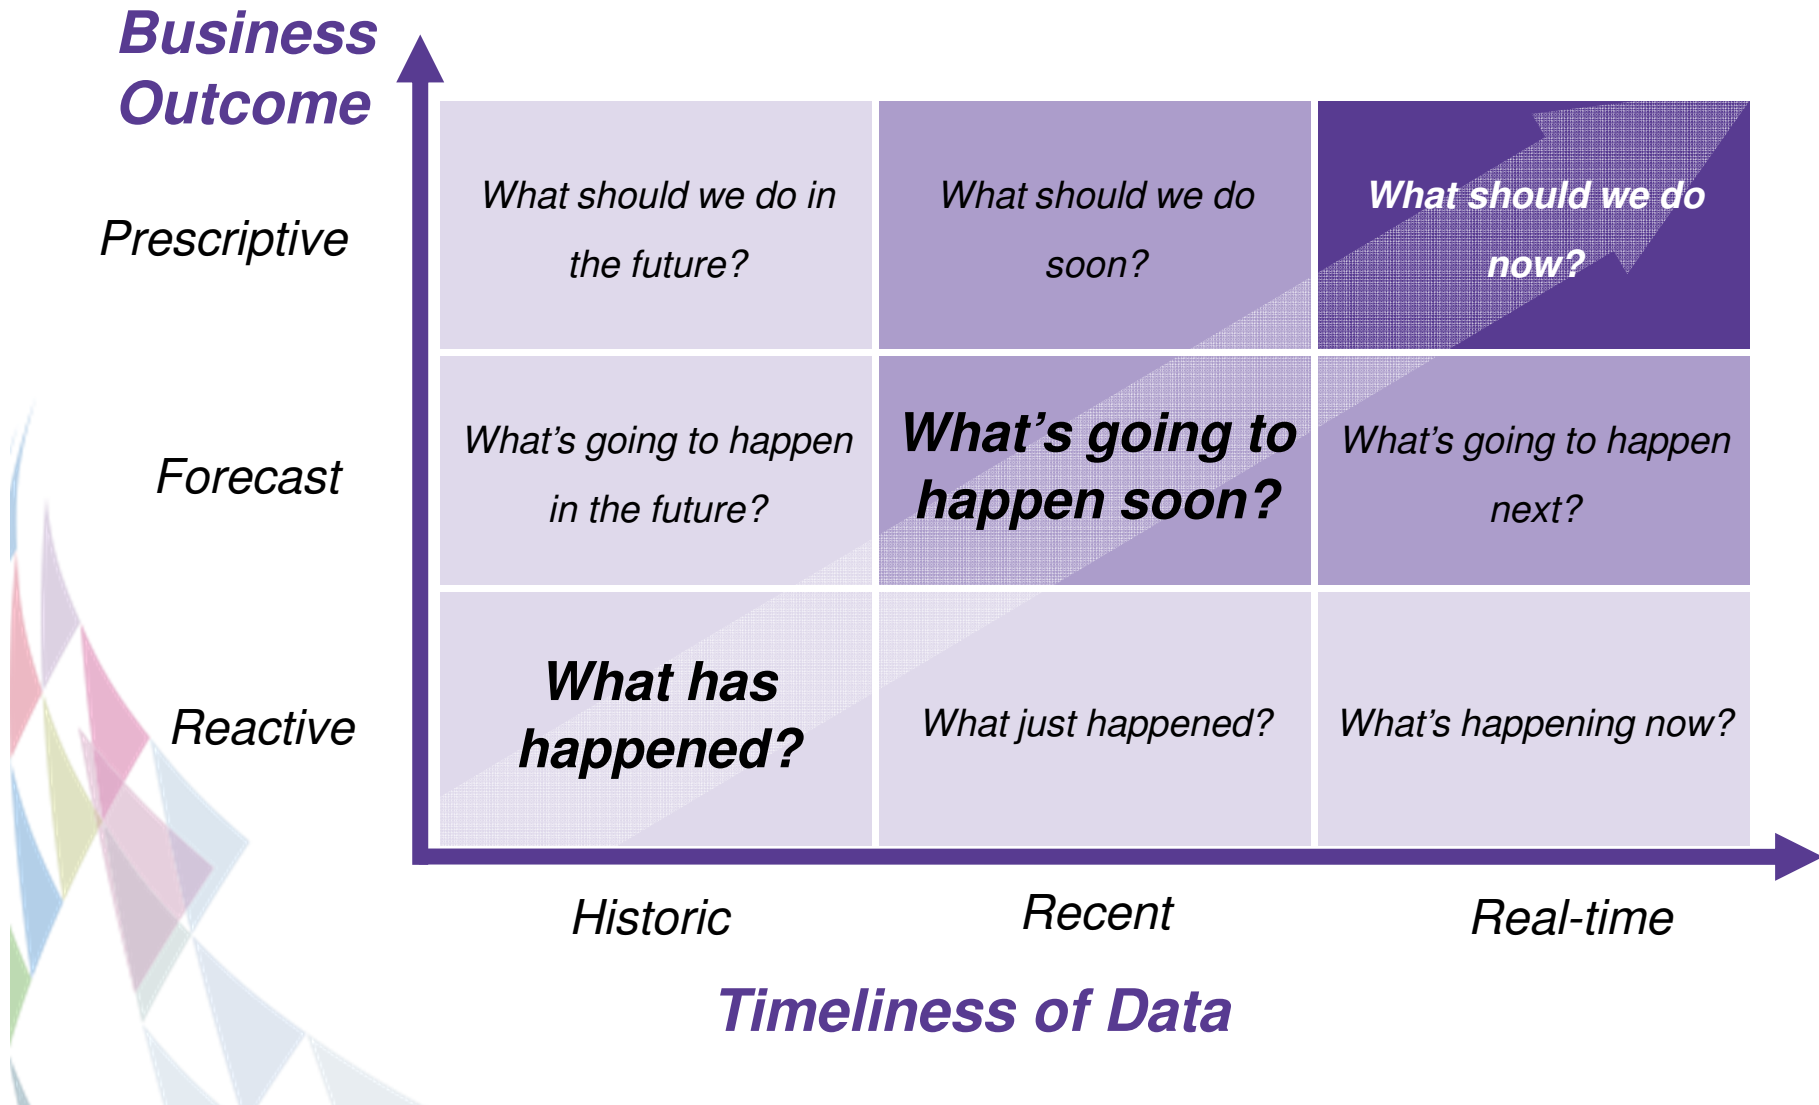 Business
Outcome
Prescriptive
What should we do in
the future?
What should we do
soon?
What should we do
now?
Forecast
What's going to happen
in the future?
What's going to
happen soon?
What's going to happen
next?
Reactive
What has
happened?
What just happened?
What's happening now?
Historic
Recent
Real-time
Timeliness of Data